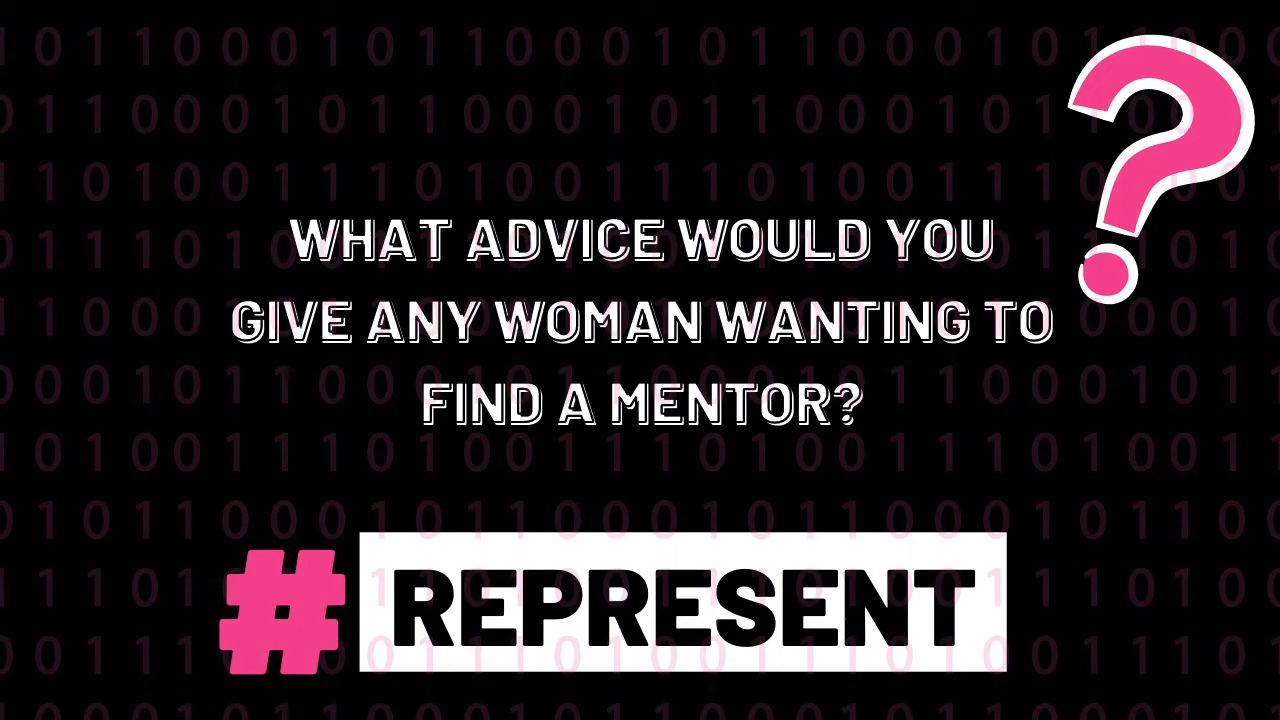 WHAT ADVICE WOULD YOU
GIVE ANY WOMAN WANTING TO
FIND A MENTOR?
#REPRESENT